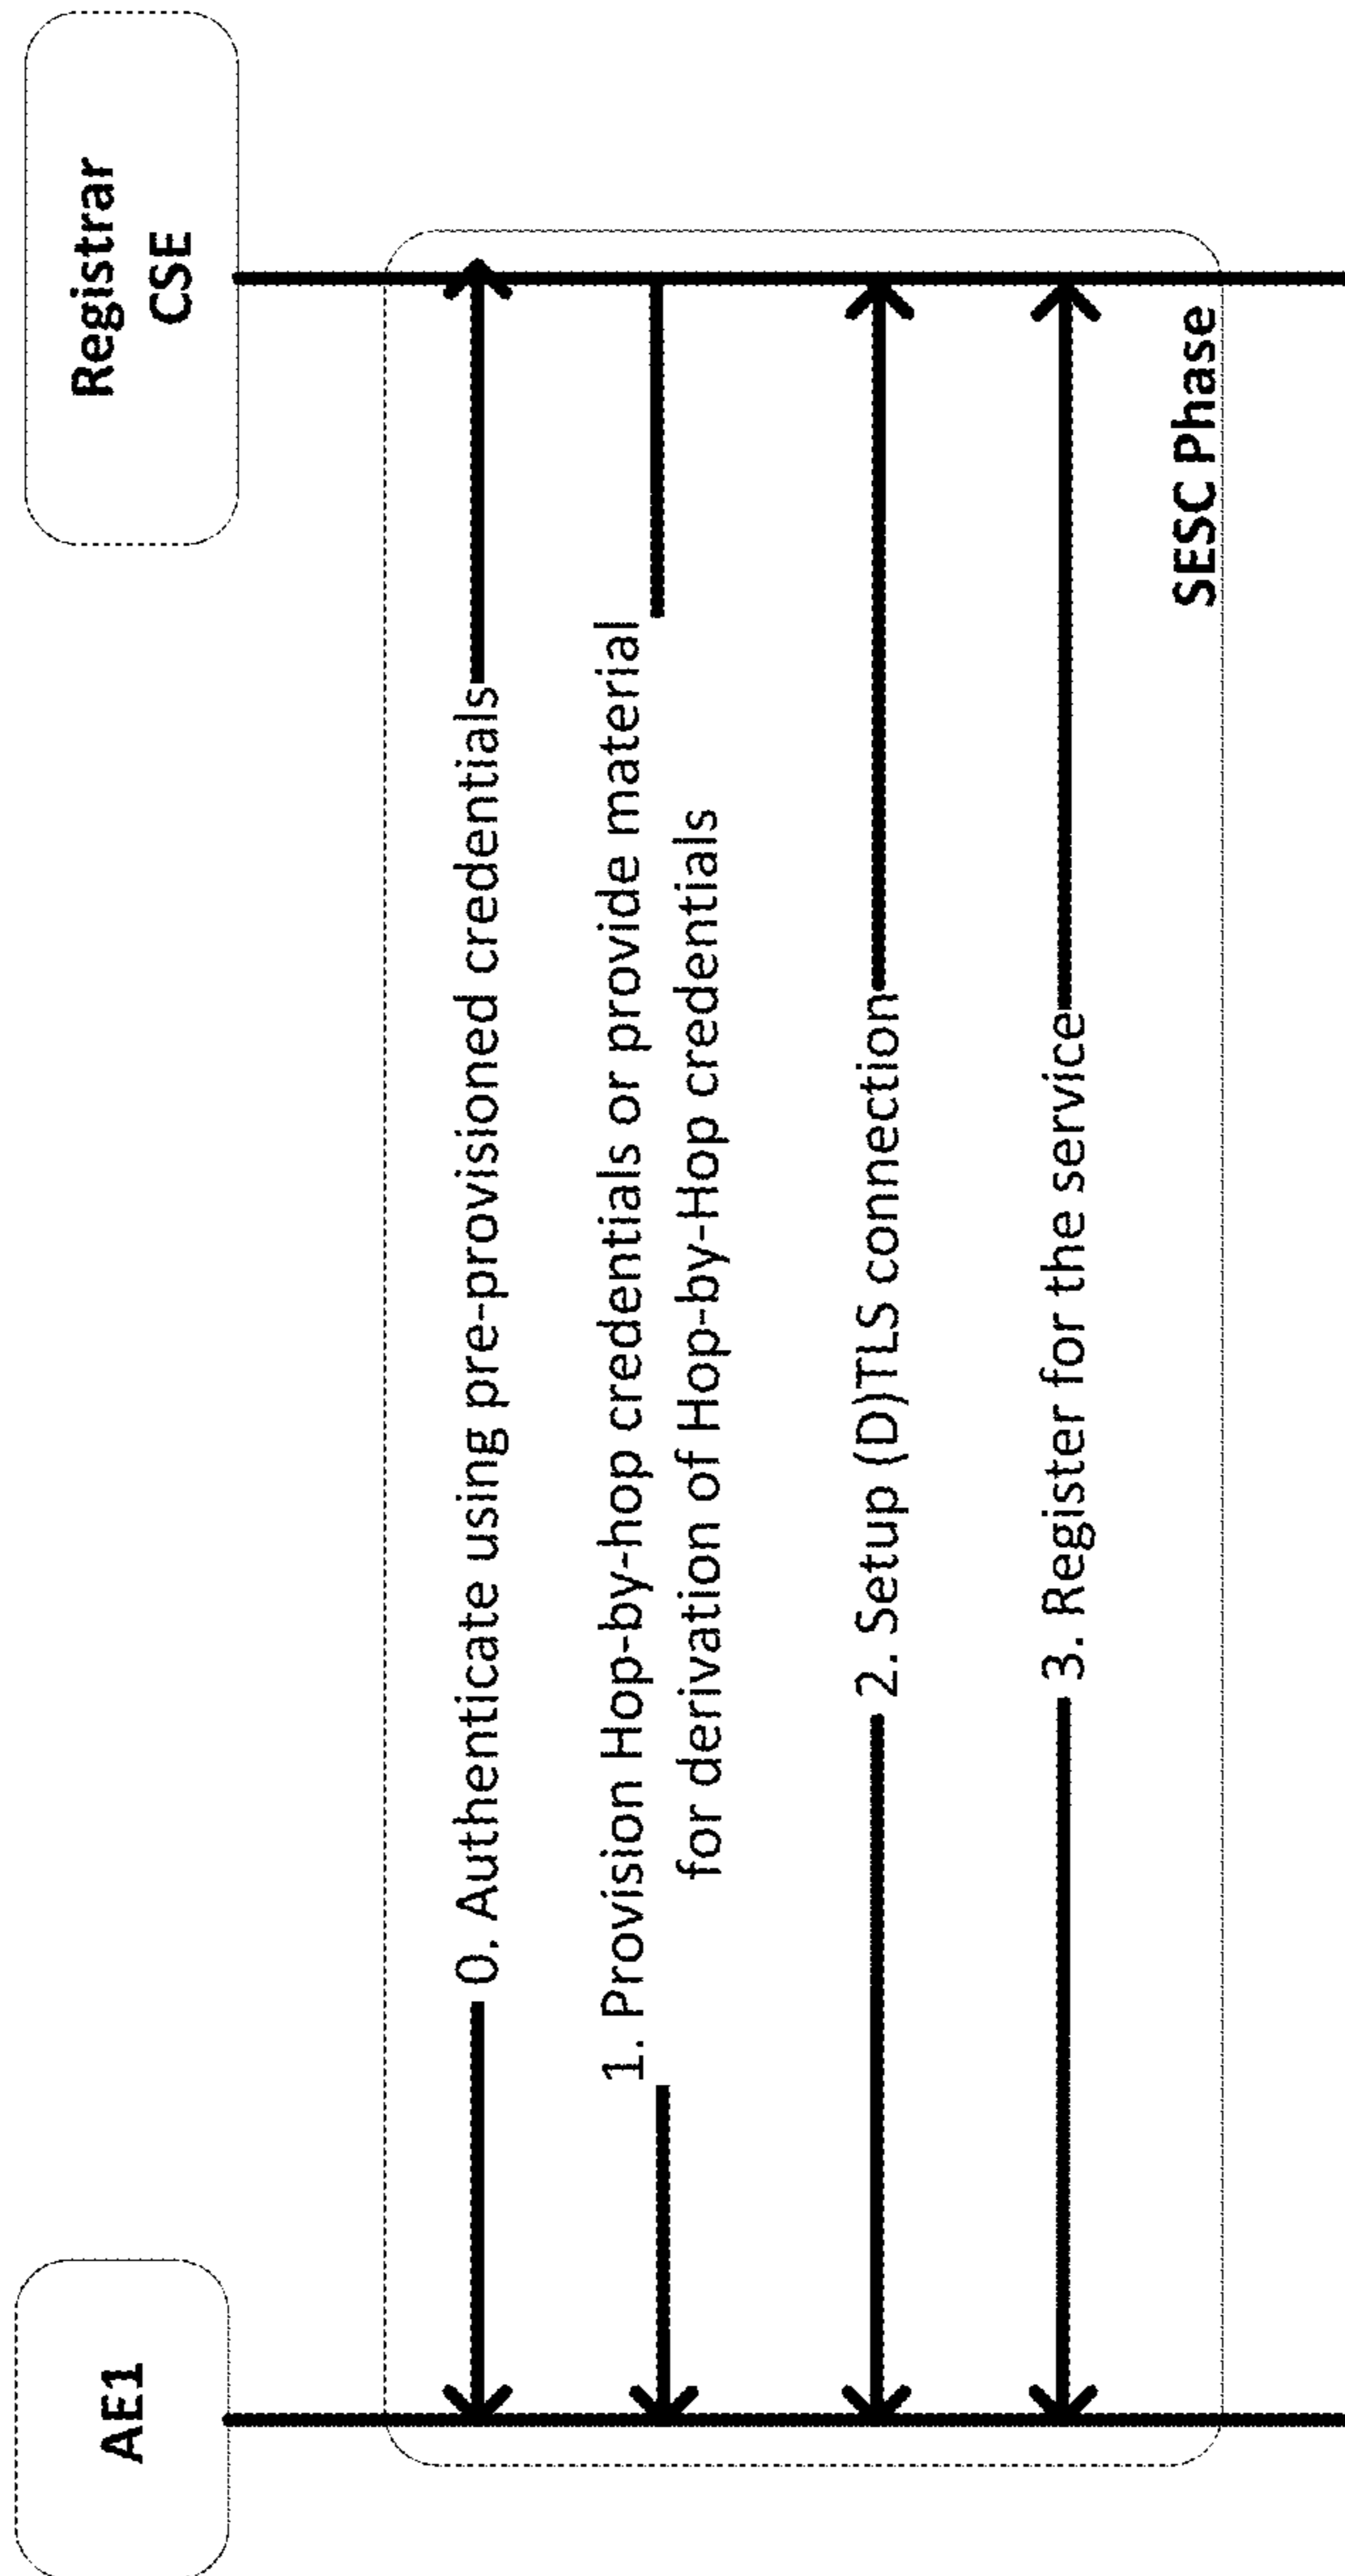 AE1
Registrar
CSE
0. Authenticate using pre-provisioned credentials
1. Provision Hop-by-hop credentials or provide material
for derivation of Hop-by-Hop credentials
2. Setup (D)TLS connection
3. Register for the service
SESC Phase